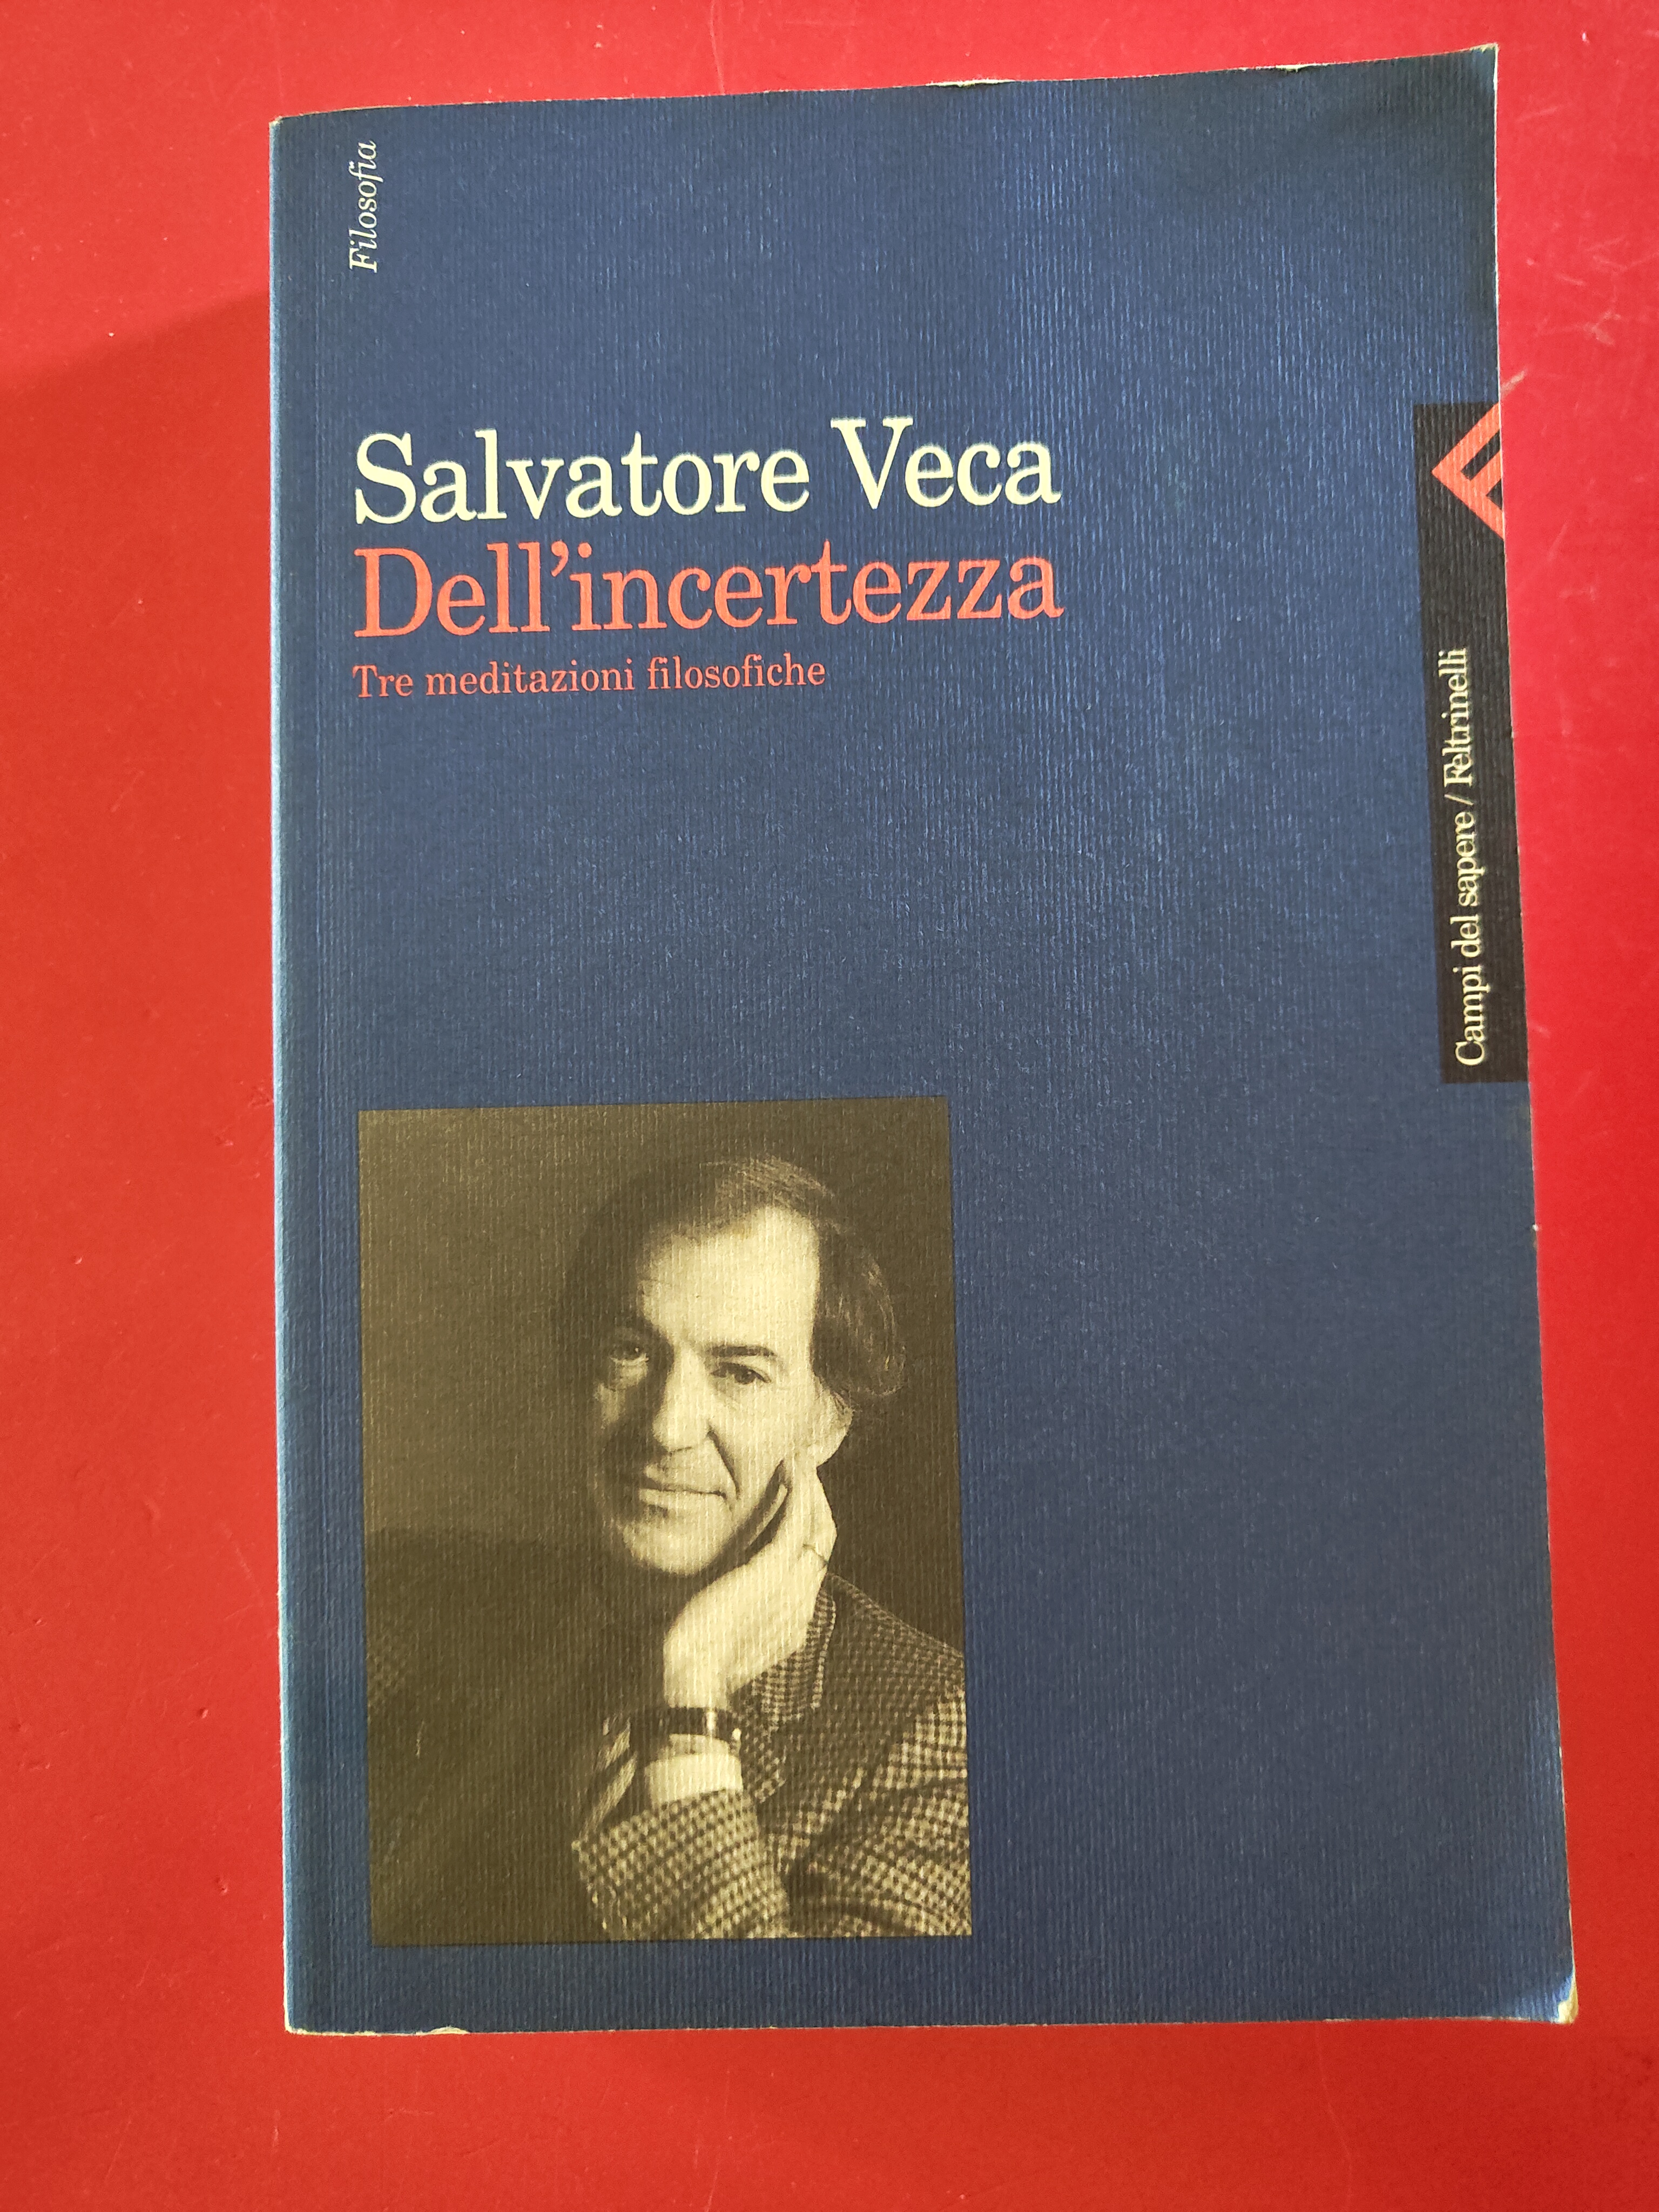 Filosofia
Salvatore Veca
Dell'incertezza
Tre meditazioni filosofiche
Campi del sapere / Feltrinelli